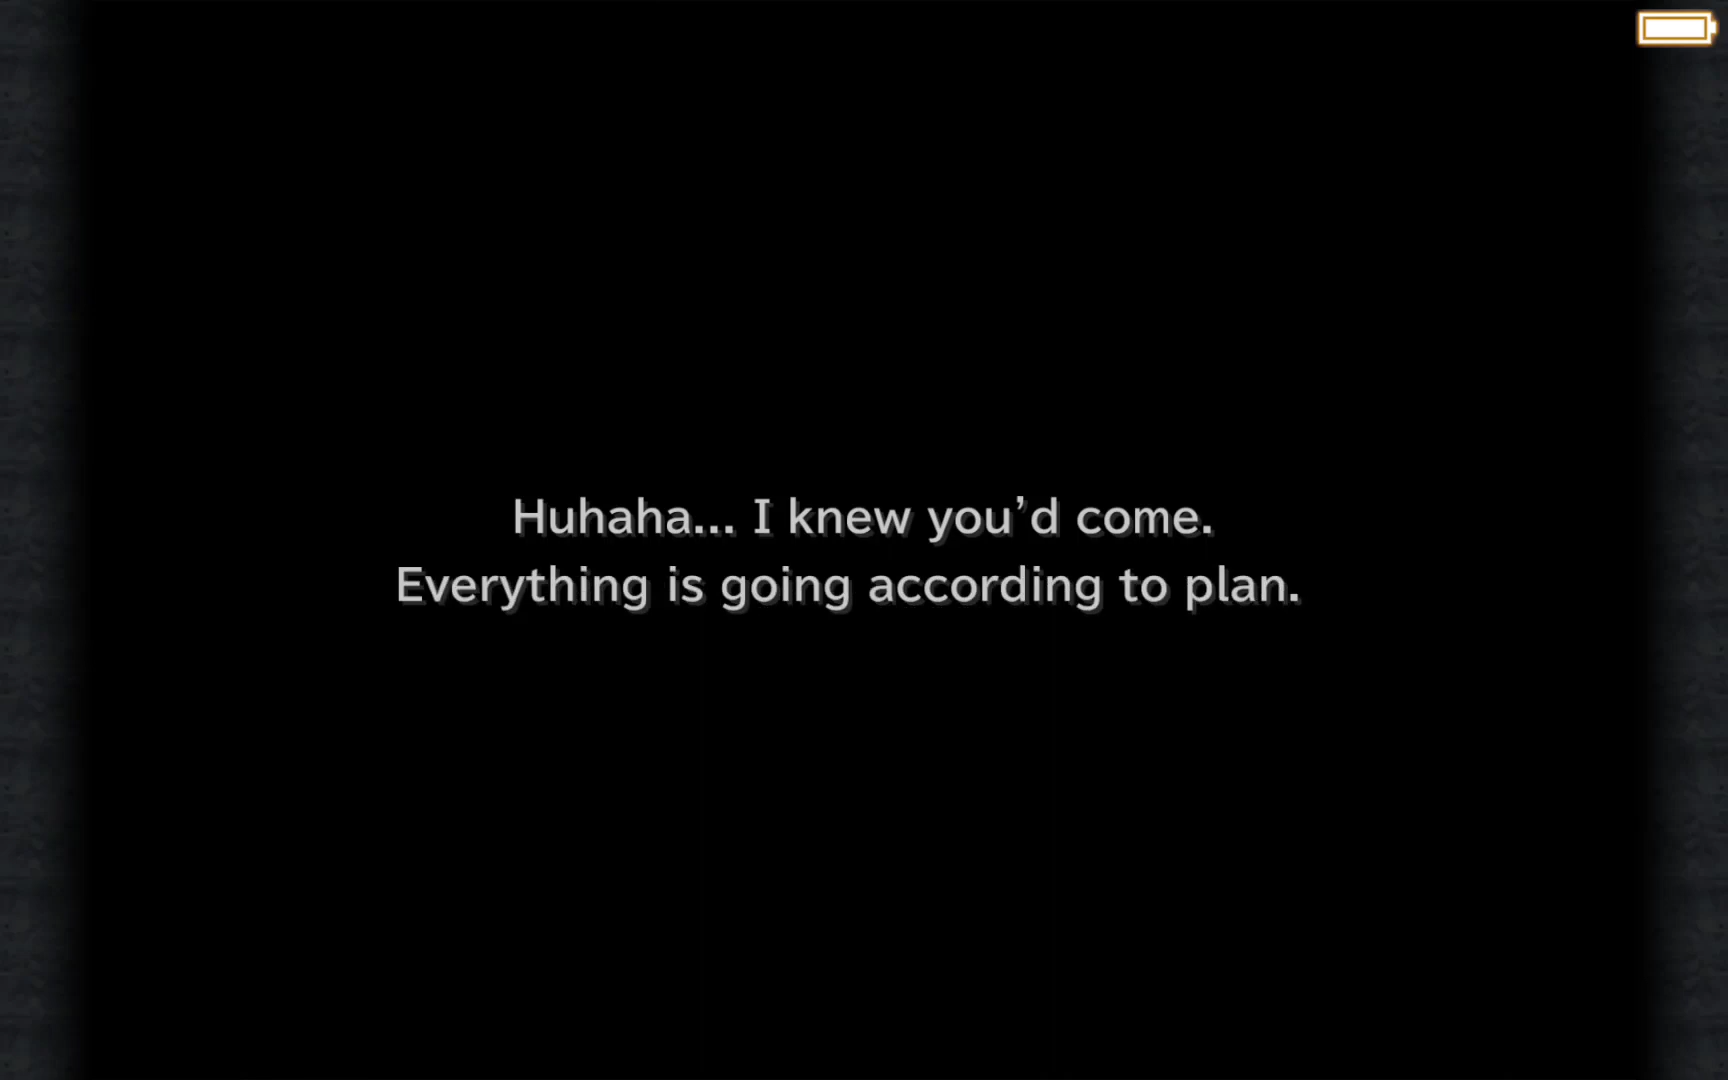 Huhaha... I knew you’d come.
Everything is going according to plan.